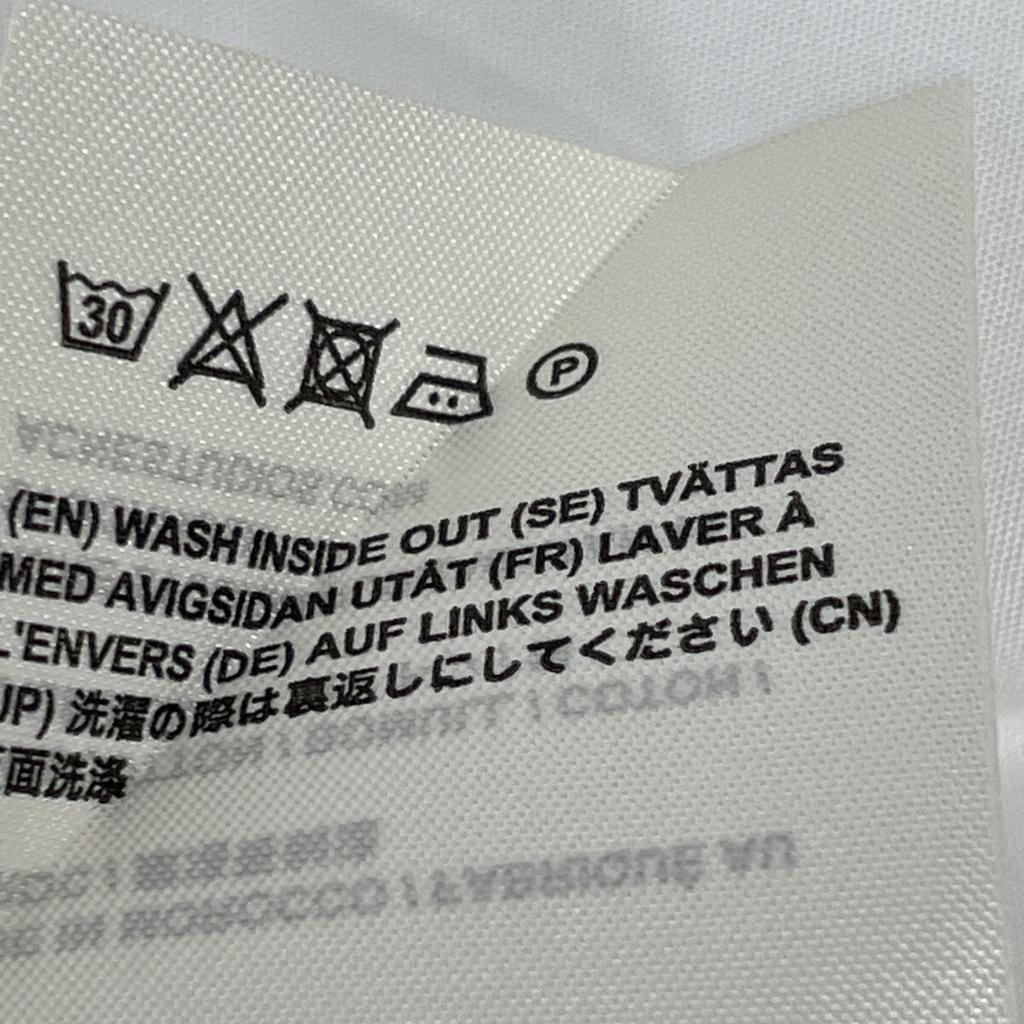 30
P
(EN) WASH INSIDE OUT (SE) TVÄTTAS
MED AVIGSIDAN UTÅT (FR) LAVER À
L'ENVERS (DE) AUF LINKS WASCHEN
JP) 洗濯の際は裏返しにしてください (CN)
面洗涤